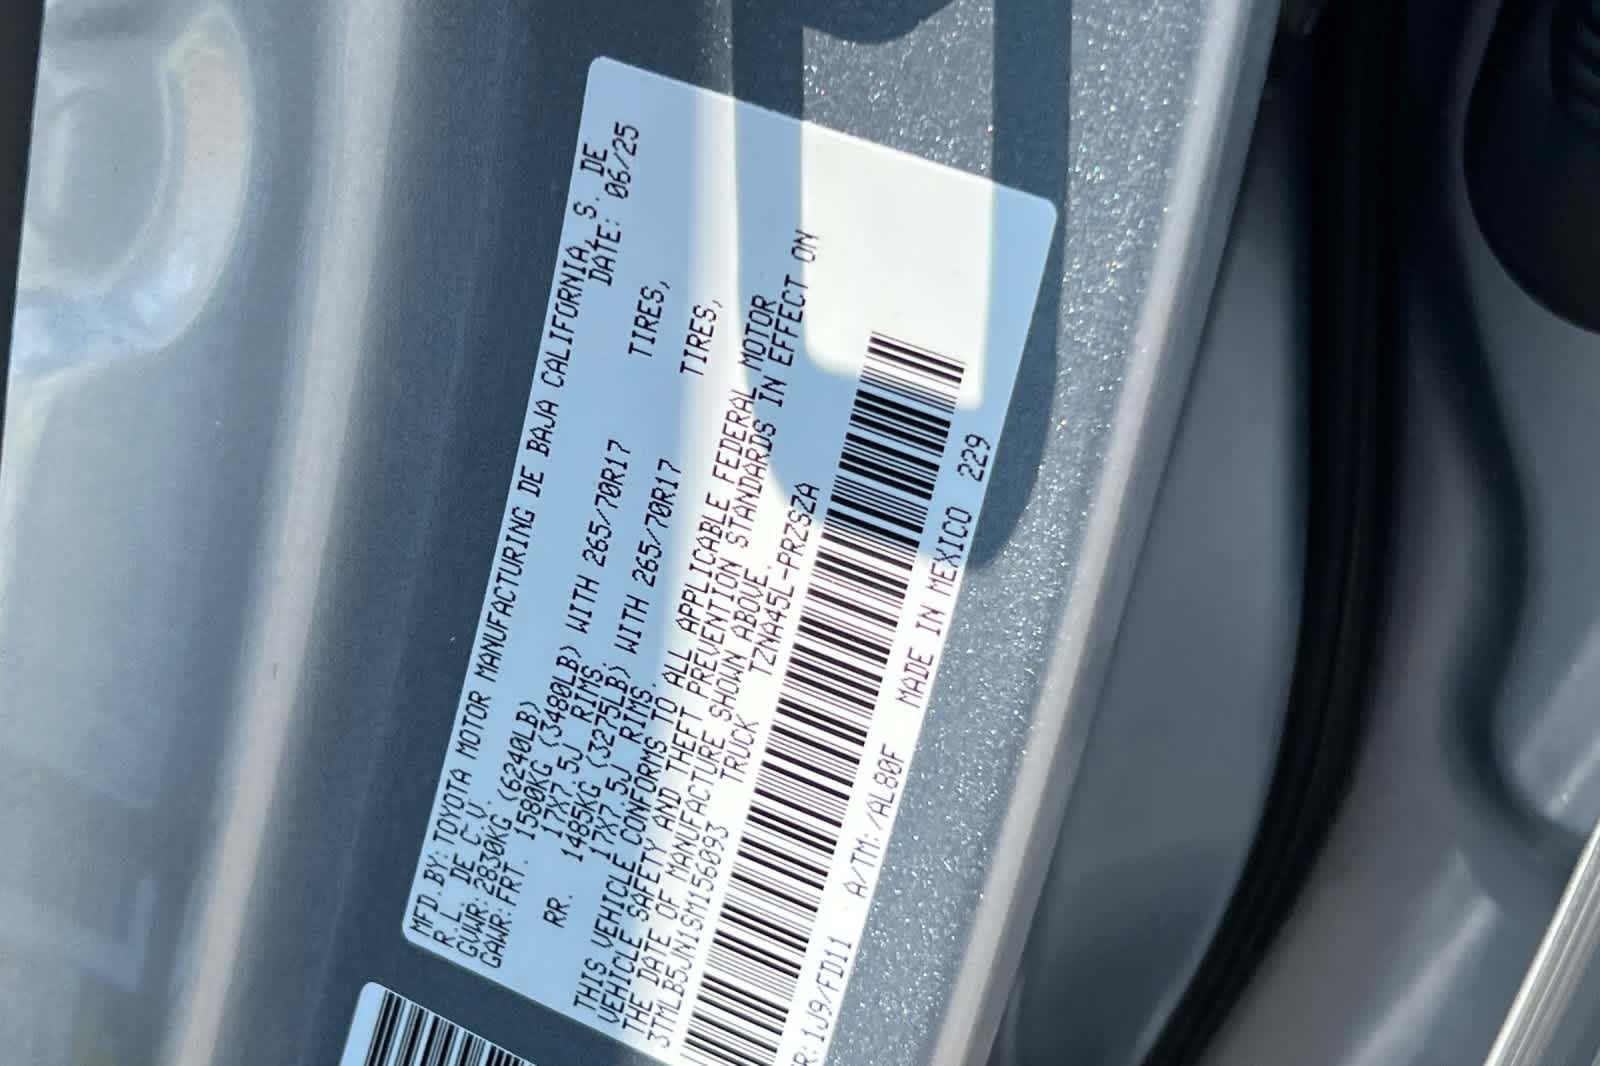 MFD.BY:TOYOTA MOTOR MANUFACTURING DE BAJA CALIFORNIA, S. DE
R.L. DE C.V. DATE: 06/25
GVWR:2830KG (6240LB)
GAWR:FRT. 1580KG (3480LB) WITH 265/70R17 TIRES,
17X7.5J RIMS.
RR. 1485KG (3275LB) WITH 265/70R17 TIRES,
17X7.5J RIMS.
THIS VEHICLE CONFORMS TO ALL APPLICABLE FEDERAL MOTOR
VEHICLE SAFETY AND THEFT PREVENTION STANDARDS IN EFFECT ON
THE DATE OF MANUFACTURE SHOWN ABOVE.
3TMLB5JN1SM156093 TRUCK TZNA45L-PRZSZA
R:1J9/FD11 A/TM:/AL80F MADE IN MEXICO 229